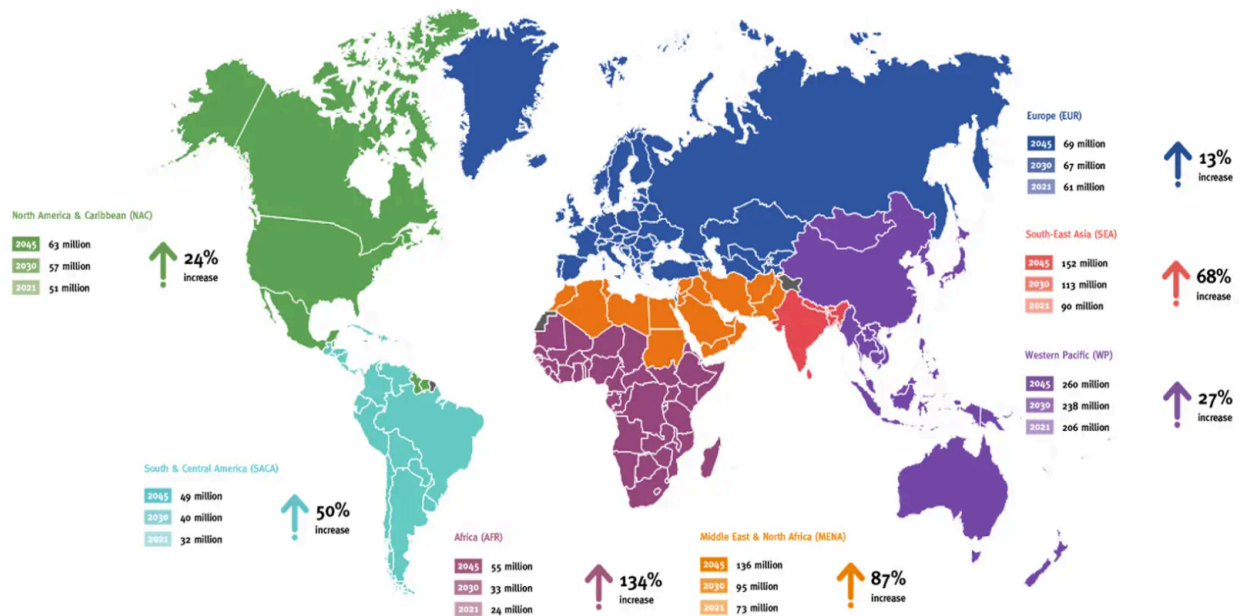 Europe (EUR)
2045 69 million
2030 67 million
2021 61 million
13%
increase
North America & Caribbean (NAC)
2045 63 million
2030 57 million
2021 51 million
24%
increase
South-East Asia (SEA)
2045 152 million
2030 113 million
2021 90 million
68%
increase
Western Pacific (WP)
2045 260 million
2030 238 million
2021 206 million
27%
increase
South & Central America (SACA)
2045 49 million
2030 40 million
2021 32 million
50%
increase
Africa (AFR)
2045 55 million
2030 33 million
2021 24 million
134%
increase
Middle East & North Africa (MENA)
2045 136 million
2030 95 million
2021 73 million
87%
increase